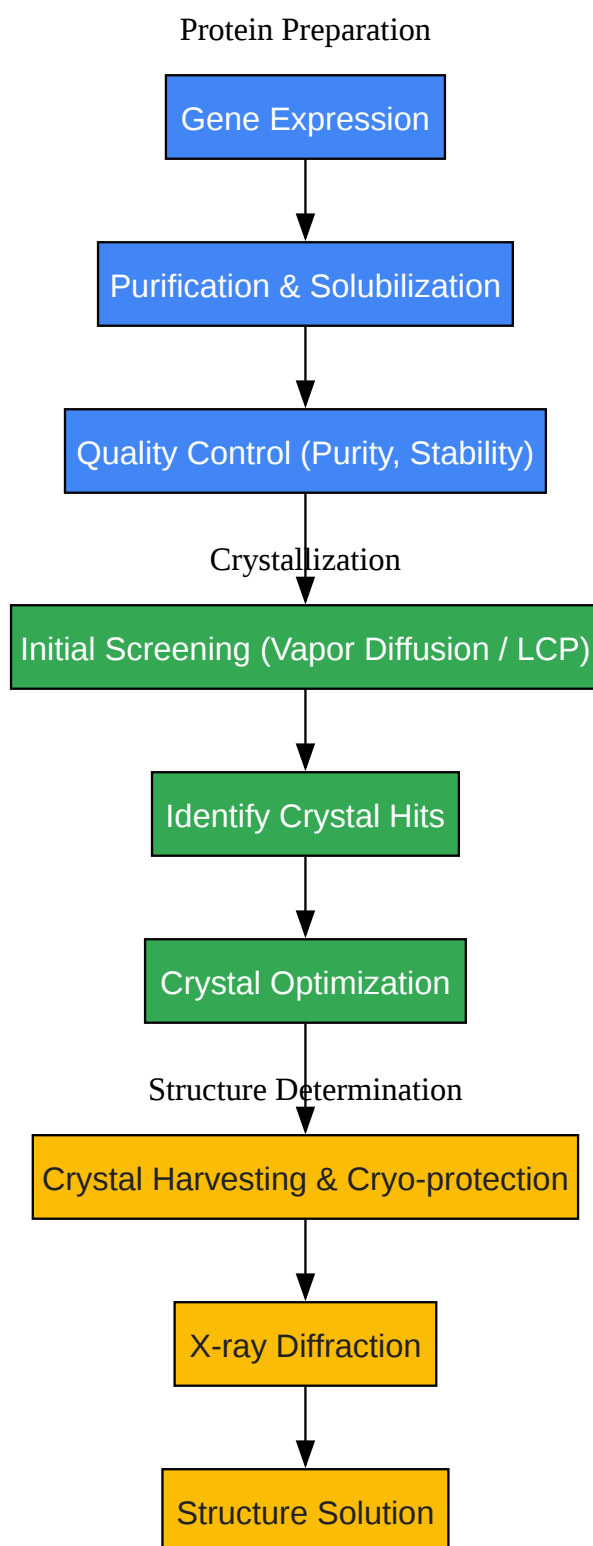 Protein Preparation
Gene Expression
Purification & Solubilization
Quality Control (Purity, Stability)
Crystallization
Initial Screening (Vapor Diffusion / LCP)
Identify Crystal Hits
Crystal Optimization
Structure Determination
Crystal Harvesting & Cryo-protection
X-ray Diffraction
Structure Solution